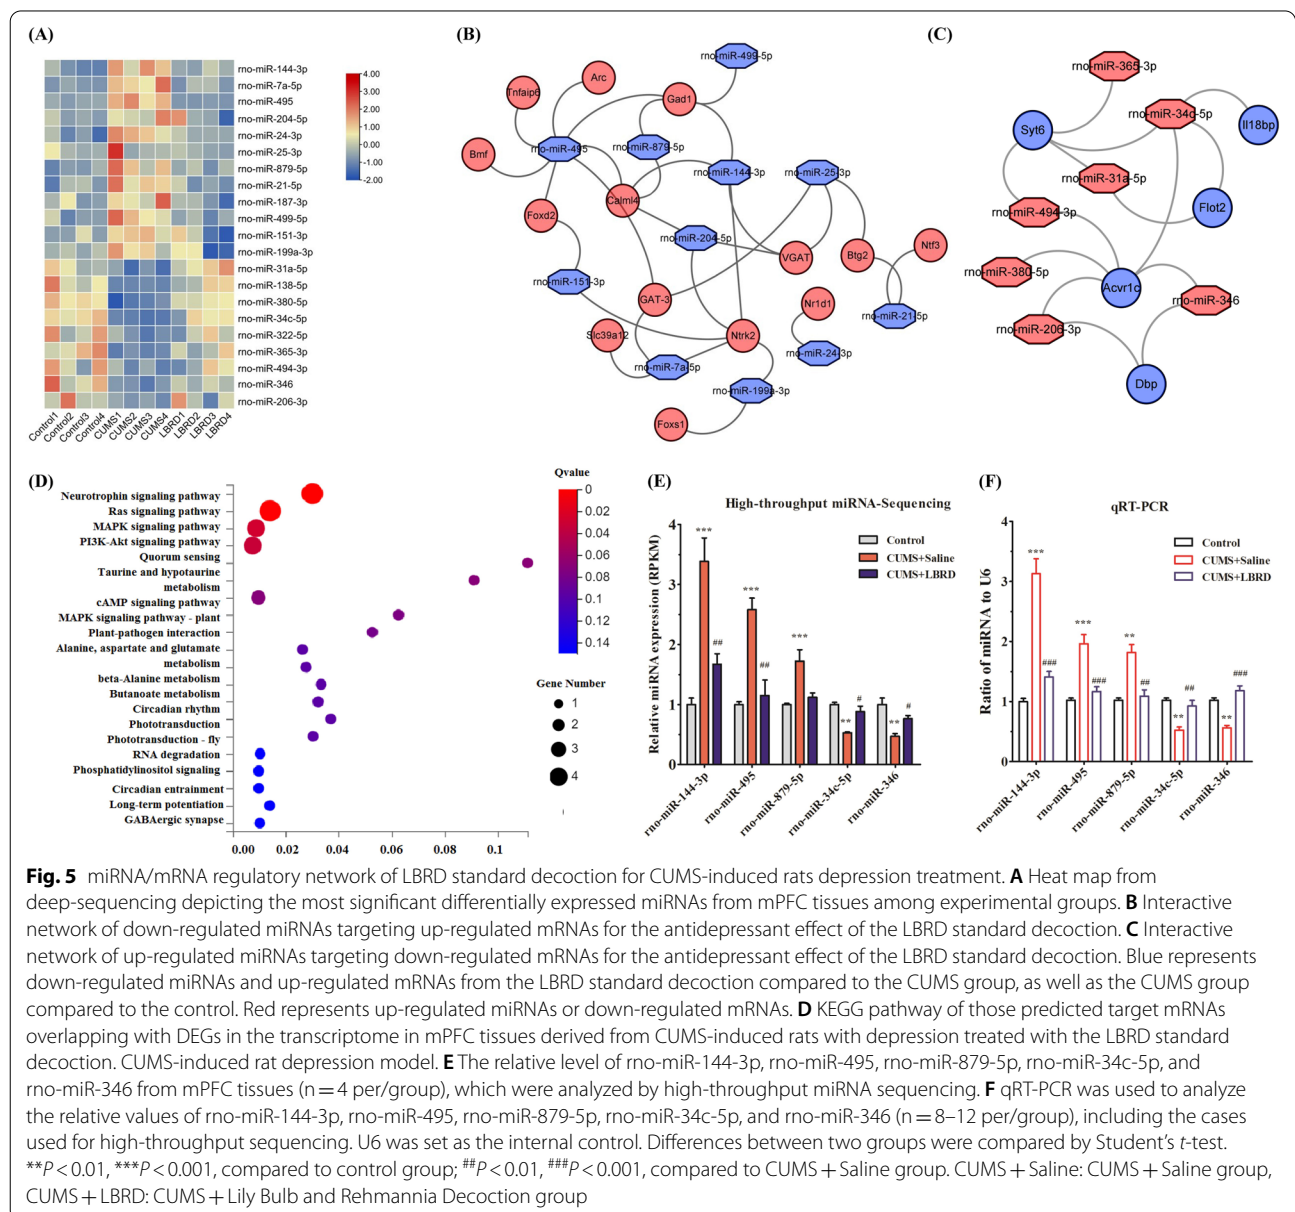 (A)
4.00
3.00
2.00
1.00
0.00
-1.00
-2.00
rno-miR-144-3p
rno-miR-7a-5p
rno-miR-495
rno-miR-204-5p
rno-miR-24-3p
rno-miR-25-3p
rno-miR-879-5p
rno-miR-21-5p
rno-miR-187-3p
rno-miR-499-5p
rno-miR-151-3p
rno-miR-199a-3p
rno-miR-31a-5p
rno-miR-138-5p
rno-miR-380-5p
rno-miR-34c-5p
rno-miR-322-5p
rno-miR-365-3p
rno-miR-494-3p
rno-miR-346
rno-miR-206-3p
Control1
Control2
Control3
Control4
CUMS1
CUMS2
CUMS3
CUMS4
LBRD1
LBRD2
LBRD3
LBRD4
(B)
rno-miR-499-5p
Arc
Tnfaip6
Gad1
Bmf
rno-miR-495
rno-miR-879-5p
rno-miR-144-3p
rno-miR-25-3p
Calml4
Foxd2
rno-miR-204-5p
VGAT
Btg2
Ntf3
rno-miR-151-3p
GAT-3
Nr1d1
rno-miR-21-5p
Slc39a12
Ntrk2
rno-miR-24-3p
rno-miR-7a-5p
rno-miR-199a-3p
Foxs1
(C)
rno-miR-365-3p
rno-miR-34c-5p
Syt6
Il18bp
rno-miR-31a-5p
rno-miR-494-3p
Flot2
rno-miR-380-5p
Acvr1c
rno-miR-346
rno-miR-206-3p
Dbp
(D)
Neurotrophin signaling pathway
Ras signaling pathway
MAPK signaling pathway
PI3K-Akt signaling pathway
Quorum sensing
Taurine and hypotaurine
metabolism
cAMP signaling pathway
MAPK signaling pathway - plant
Plant-pathogen interaction
Alanine, aspartate and glutamate
metabolism
beta-Alanine metabolism
Butanoate metabolism
Circadian rhythm
Phototransduction
Phototransduction - fly
RNA degradation
Phosphatidylinositol signaling
Circadian entrainment
Long-term potentiation
GABAergic synapse
0.00 0.02 0.04 0.06 0.08 0.1
Qvalue
0
0.02
0.04
0.06
0.08
0.10
0.12
0.14
Gene Number
1
2
3
4
(E)
High-throughput miRNA-Sequencing
Relative miRNA expression (RPKM)
4
3
2
1
0
Control
CUMS+Saline
CUMS+LBRD
***
##
***
##
***
**
#
**
#
rno-miR-144-3p
rno-miR-495
rno-miR-879-5p
rno-miR-34c-5p
rno-miR-346
(F)
qRT-PCR
Ratio of miRNA to U6
4
3
2
1
0
Control
CUMS+Saline
CUMS+LBRD
***
###
***
###
**
##
**
##
**
###
rno-miR-144-3p
rno-miR-495
rno-miR-879-5p
rno-miR-34c-5p
rno-miR-346
Fig. 5 miRNA/mRNA regulatory network of LBRD standard decoction for CUMS-induced rats depression treatment. A Heat map from
deep-sequencing depicting the most significant differentially expressed miRNAs from mPFC tissues among experimental groups. B Interactive
network of down-regulated miRNAs targeting up-regulated mRNAs for the antidepressant effect of the LBRD standard decoction. C Interactive
network of up-regulated miRNAs targeting down-regulated mRNAs for the antidepressant effect of the LBRD standard decoction. Blue represents
down-regulated miRNAs and up-regulated mRNAs from the LBRD standard decoction compared to the CUMS group, as well as the CUMS group
compared to the control. Red represents up-regulated miRNAs or down-regulated mRNAs. D KEGG pathway of those predicted target mRNAs
overlapping with DEGs in the transcriptome in mPFC tissues derived from CUMS-induced rats with depression treated with the LBRD standard
decoction. CUMS-induced rat depression model. E The relative level of rno-miR-144-3p, rno-miR-495, rno-miR-879-5p, rno-miR-34c-5p, and
rno-miR-346 from mPFC tissues (n = 4 per/group), which were analyzed by high-throughput miRNA sequencing. F qRT-PCR was used to analyze
the relative values of rno-miR-144-3p, rno-miR-495, rno-miR-879-5p, rno-miR-34c-5p, and rno-miR-346 (n = 8–12 per/group), including the cases
used for high-throughput sequencing. U6 was set as the internal control. Differences between two groups were compared by Student's t-test.
**P < 0.01, ***P < 0.001, compared to control group; ##P < 0.01, ###P < 0.001, compared to CUMS + Saline group. CUMS + Saline: CUMS + Saline group,
CUMS + LBRD: CUMS + Lily Bulb and Rehmannia Decoction group